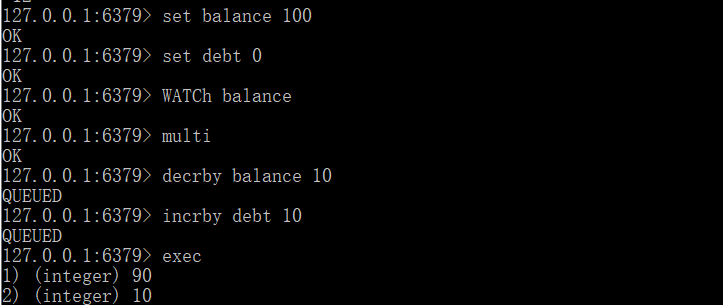 127.0.0.1:6379> set balance 100
OK
127.0.0.1:6379> set debt 0
OK
127.0.0.1:6379> WATCh balance
OK
127.0.0.1:6379> multi
OK
127.0.0.1:6379> decrby balance 10
QUEUED
127.0.0.1:6379> incrby debt 10
QUEUED
127.0.0.1:6379> exec
1) (integer) 90
2) (integer) 10